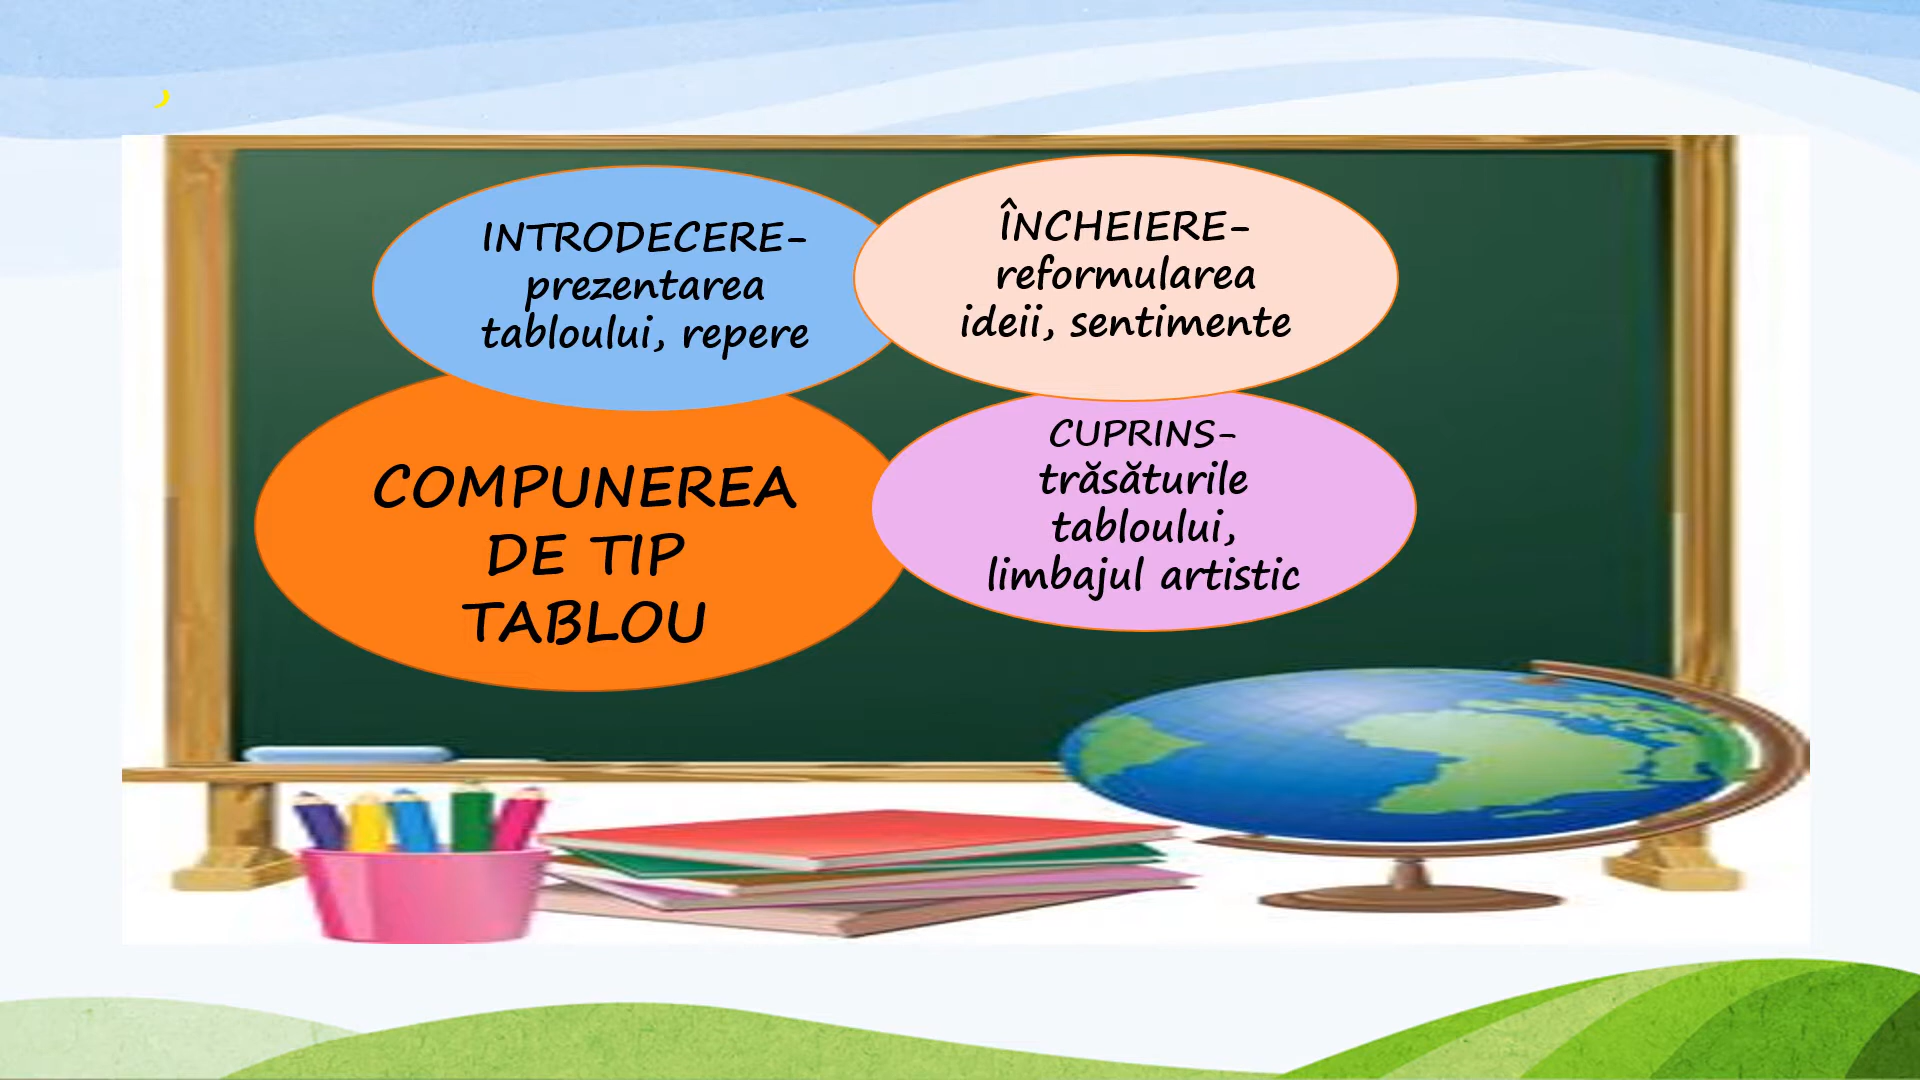 INTRODECERE-
prezentarea
tabloului, repere
ÎNCHEIERE-
reformularea
ideii, sentimente
COMPUNEREA
DE TIP
TABLOU
CUPRINS-
trăsăturile
tabloului,
limbajul artistic